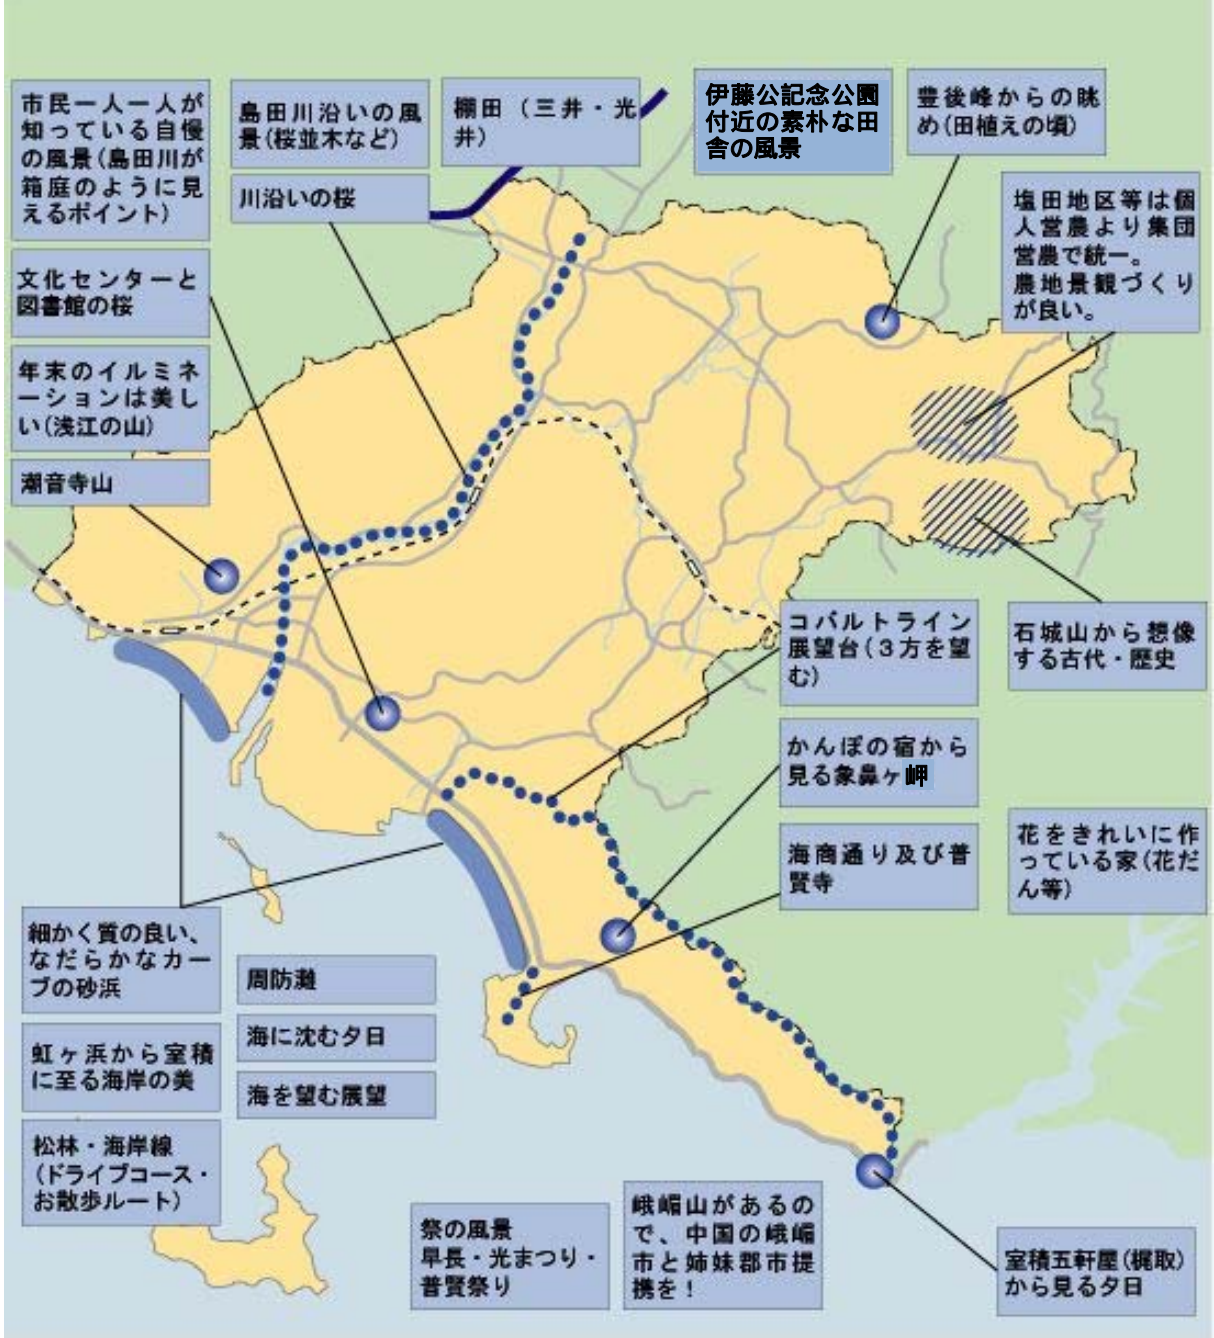 市民一人一人が
知っている自慢
の風景(島田川が
箱庭のように見
えるポイント)
島田川沿いの風
景(桜並木など)
川沿いの桜
棚田(三井・光
井)
伊藤公記念公園
付近の素朴な田
舎の風景
豊後峰からの眺
め(田植えの頃)
塩田地区等は個
人営農より集団
営農で統一。
農地景観づくり
が良い。
文化センターと
図書館の桜
年末のイルミネ
ーションは美し
い(浅江の山)
潮音寺山
コバルトライン
展望台(3方を望
む)
石城山から想像
する古代・歴史
かんぽの宿から
見る象鼻ヶ岬
海商通り及び普
賢寺
花をきれいに作
っている家(花だ
ん等)
細かく質の良い、
なだらかなカー
ブの砂浜
周防灘
海に沈む夕日
虹ヶ浜から室積
に至る海岸の美
海を望む展望
松林・海岸線
(ドライブコース・
お散歩ルート)
祭の風景
早長・光まつり・
普賢祭り
峨嵋山があるの
で、中国の峨嵋
市と姉妹都市提
携を!
室積五軒屋(梶取)
から見る夕日